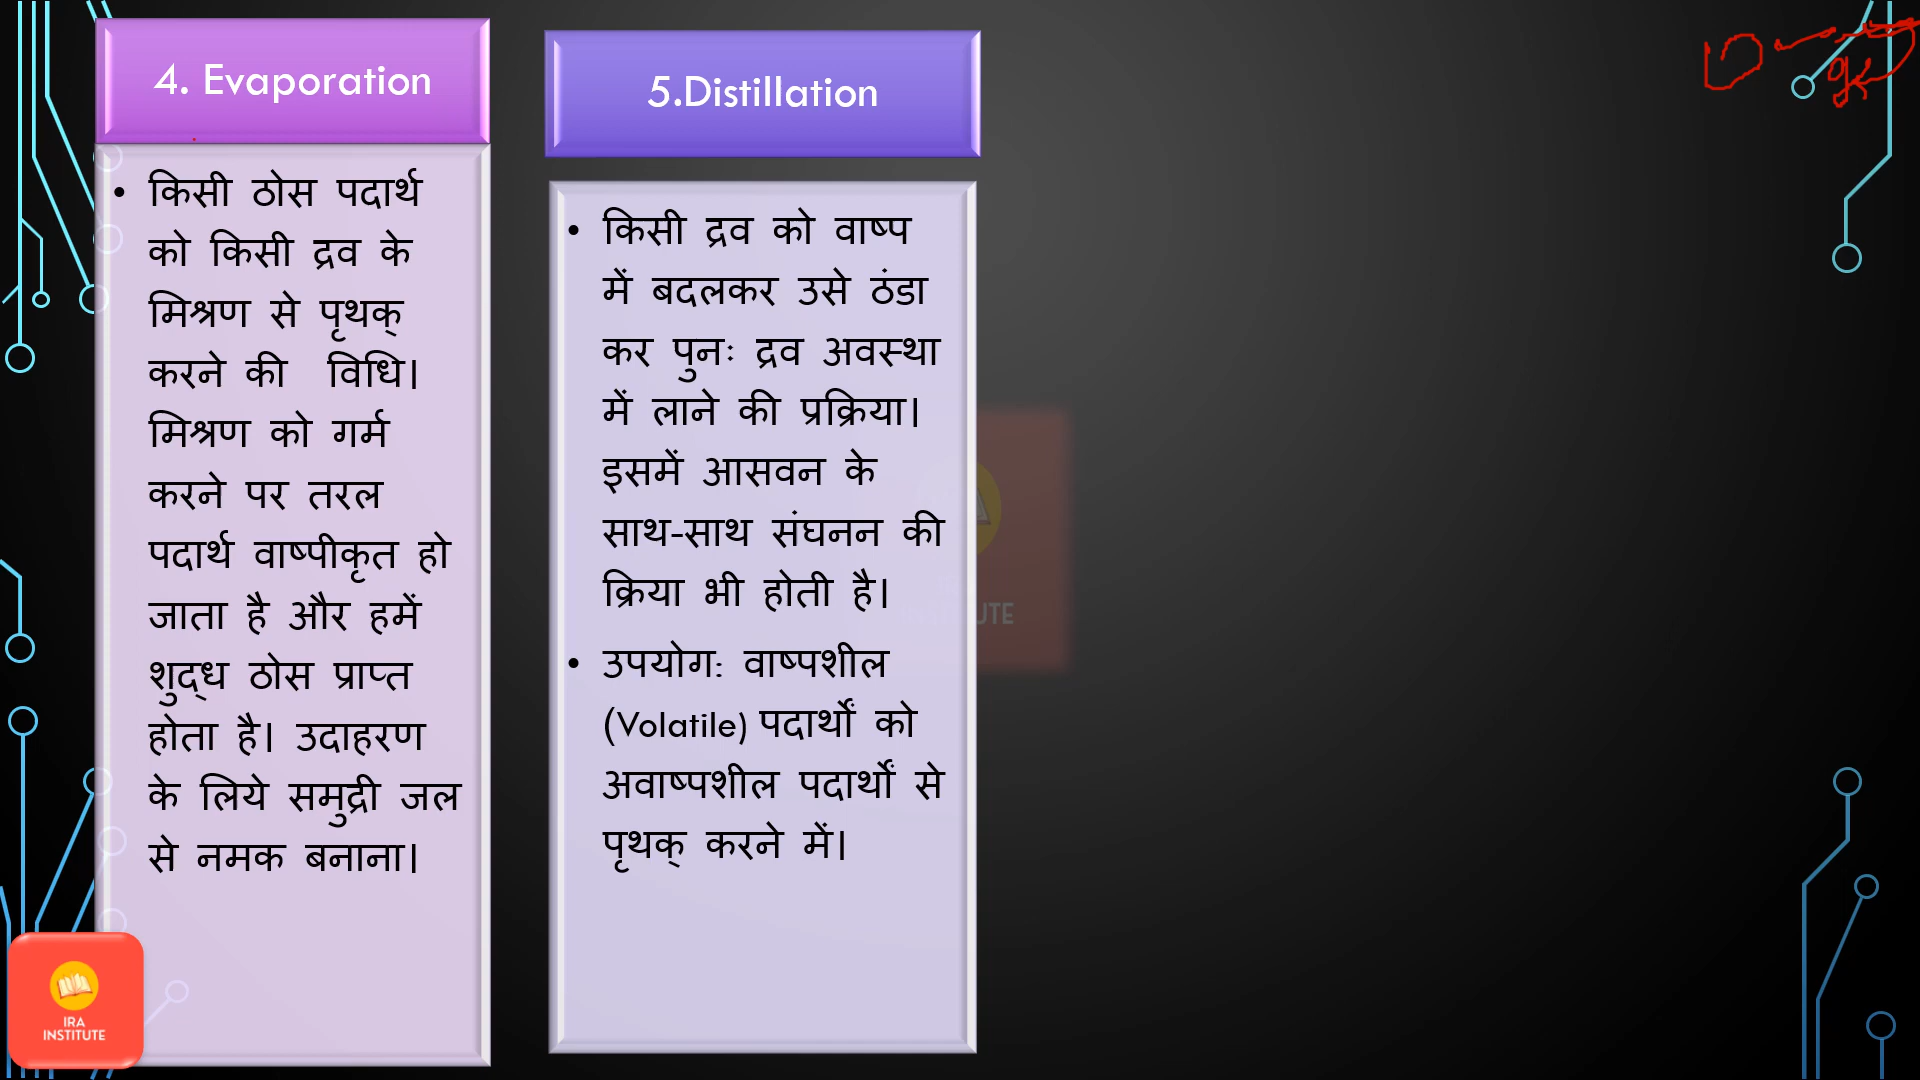 4. Evaporation
• किसी ठोस पदार्थ
को किसी द्रव के
मिश्रण से पृथक्
करने की विधि।
मिश्रण को गर्म
करने पर तरल
पदार्थ वाष्पीकृत हो
जाता है और हमें
शुद्ध ठोस प्राप्त
होता है। उदाहरण
के लिये समुद्री जल
से नमक बनाना।
5.Distillation
• किसी द्रव को वाष्प
में बदलकर उसे ठंडा
कर पुनः द्रव अवस्था
में लाने की प्रक्रिया।
इसमें आसवन के
साथ-साथ संघनन की
क्रिया भी होती है।
• उपयोग: वाष्पशील
(Volatile) पदार्थों को
अवाष्पशील पदार्थों से
पृथक् करने में।
IRA
INSTITUTE